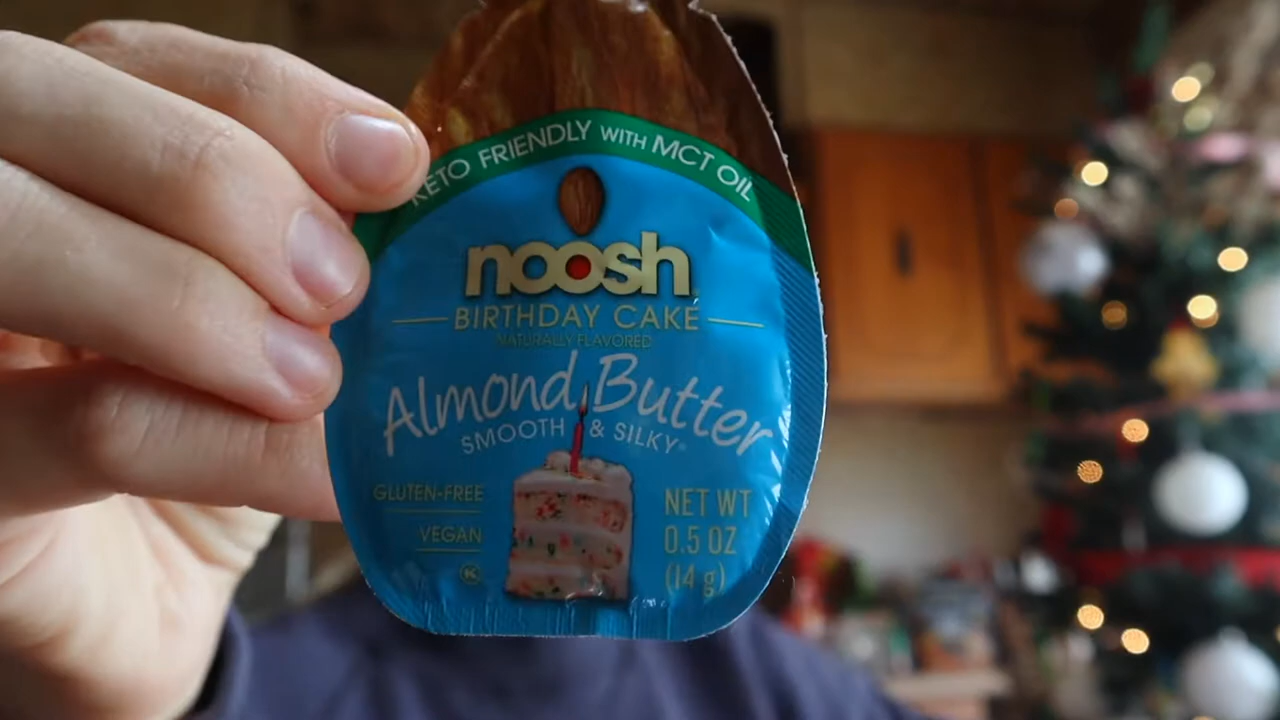 KETO FRIENDLY WITH MCT OIL
noosh
BIRTHDAY CAKE
NATURALLY FLAVORED
Almond Butter
SMOOTH & SILKY
GLUTEN-FREE
VEGAN
K
NET WT
0.5 OZ
(14 g)